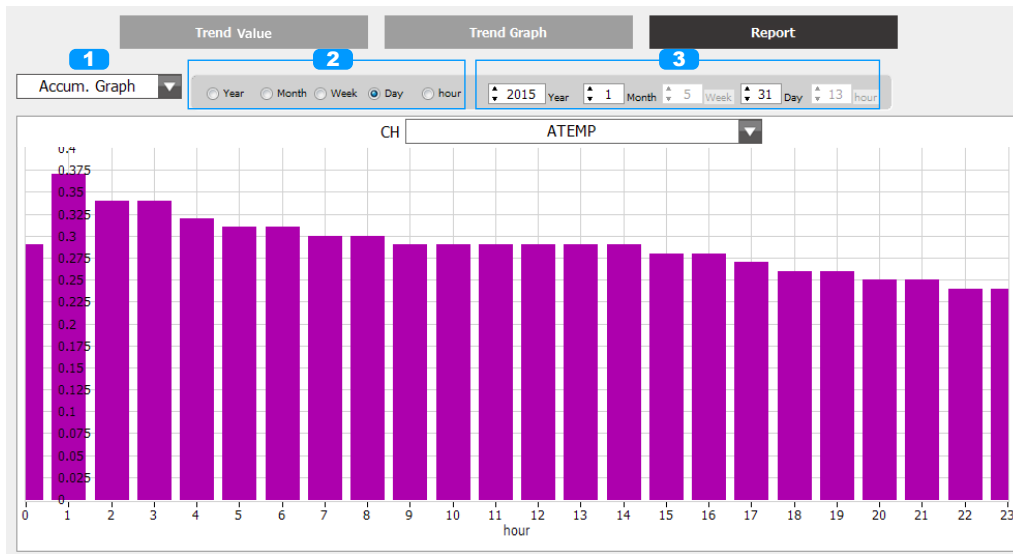 Trend Value Trend Graph Report
1 2 3
Accum. Graph Year Month Week Day hour 2015 Year 1 Month 5 Week 31 Day 13 hour
CH ATEMP
0.4
0.375
0.35
0.325
0.3
0.275
0.25
0.225
0.2
0.175
0.15
0.125
0.1
0.075
0.05
0.025
0
0 1 2 3 4 5 6 7 8 9 10 11 12 13 14 15 16 17 18 19 20 21 22 23
hour